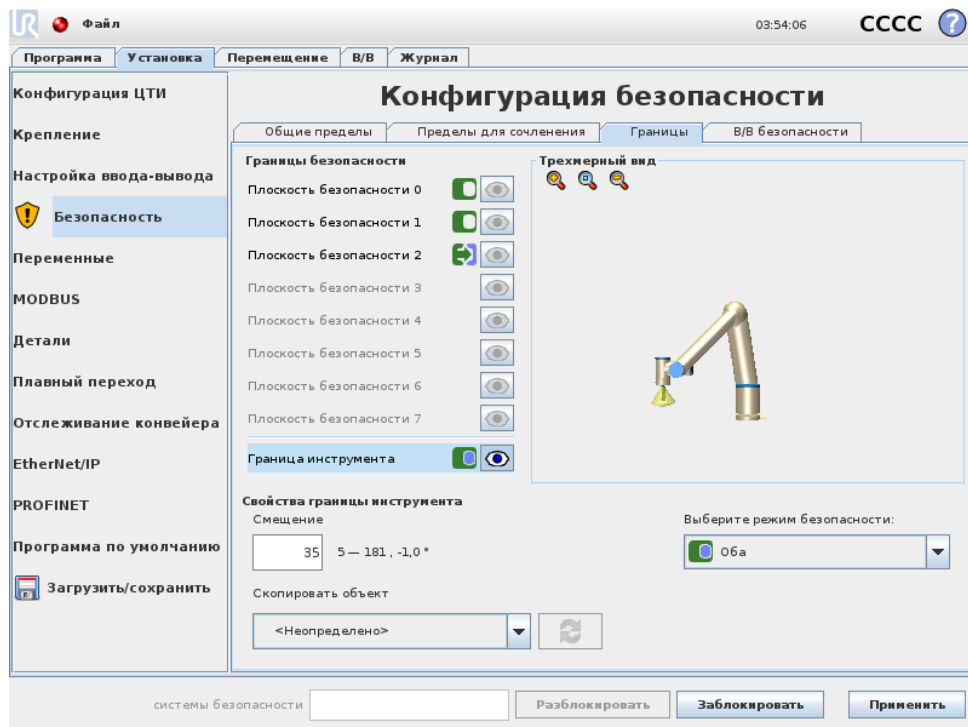 UR Файл 03:54:06 CCCC ?
Программа Установка Перемещение В/В Журнал
Конфигурация ЦТИ
Крепление
Настройка ввода-вывода
Безопасность
Переменные
MODBUS
Детали
Плавный переход
Отслеживание конвейера
EtherNet/IP
PROFINET
Программа по умолчанию
Загрузить/сохранить
Конфигурация безопасности
Общие пределы Пределы для сочленения Границы В/В безопасности
Границы безопасности
Плоскость безопасности 0
Плоскость безопасности 1
Плоскость безопасности 2
Плоскость безопасности 3
Плоскость безопасности 4
Плоскость безопасности 5
Плоскость безопасности 6
Плоскость безопасности 7
Граница инструмента
Трехмерный вид
Свойства границы инструмента
Смещение
35 5 — 181 , -1,0 °
Скопировать объект
<Неопределено>
Выберите режим безопасности:
Оба
системы безопасности Разблокировать Заблокировать Применить